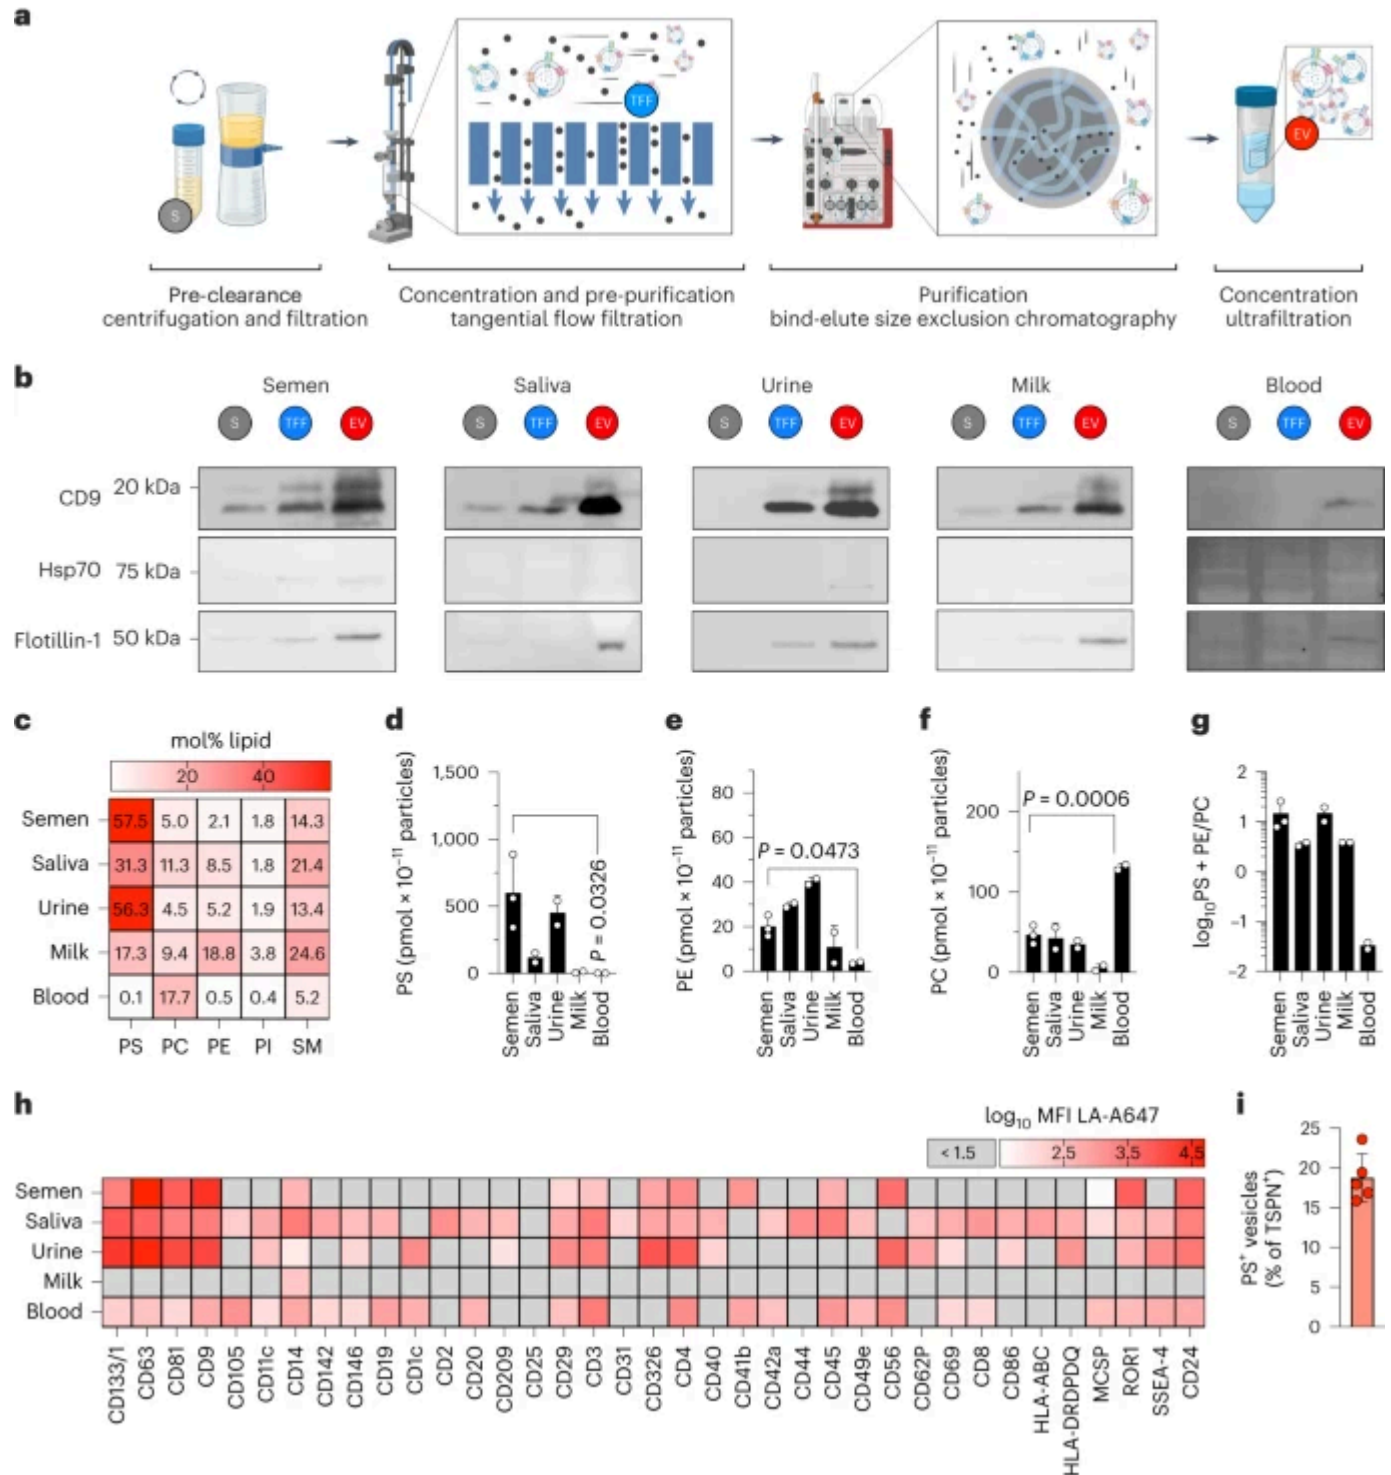 a
TFF
S
EV
Pre-clearance
centrifugation and filtration
Concentration and pre-purification
tangential flow filtration
Purification
bind-elute size exclusion chromatography
Concentration
ultrafiltration
b
Semen Saliva Urine Milk Blood
S TFF EV S TFF EV S TFF EV S TFF EV S TFF EV
CD9 20 kDa
Hsp70 75 kDa
Flotillin-1 50 kDa
c
mol% lipid
20 40
Semen 57.5 5.0 2.1 1.8 14.3
Saliva 31.3 11.3 8.5 1.8 21.4
Urine 56.3 4.5 5.2 1.9 13.4
Milk 17.3 9.4 18.8 3.8 24.6
Blood 0.1 17.7 0.5 0.4 5.2
PS PC PE PI SM
d
PS (pmol × 10⁻¹¹ particles)
1,500
1,000
500
0
P = 0.0326
Semen Saliva Urine Milk Blood
e
PE (pmol × 10⁻¹¹ particles)
80
60
40
20
0
P = 0.0473
Semen Saliva Urine Milk Blood
f
PC (pmol × 10⁻¹¹ particles)
200
100
0
P = 0.0006
Semen Saliva Urine Milk Blood
g
log₁₀PS + PE/PC
2
1
0
−1
−2
Semen Saliva Urine Milk Blood
h
log₁₀ MFI LA-A647
< 1.5 2.5 3.5 4.5
Semen
Saliva
Urine
Milk
Blood
CD133/1 CD63 CD81 CD9 CD105 CD11c CD14 CD142 CD146 CD19 CD1c CD2 CD20 CD209 CD25 CD29 CD3 CD31 CD326 CD4 CD40 CD41b CD42a CD44 CD45 CD49e CD56 CD62P CD69 CD8 CD86 HLA-ABC HLA-DRDPDQ MCSP ROR1 SSEA-4 CD24
i
PS⁺ vesicles
(% of TSPN⁺)
25
20
15
10
5
0